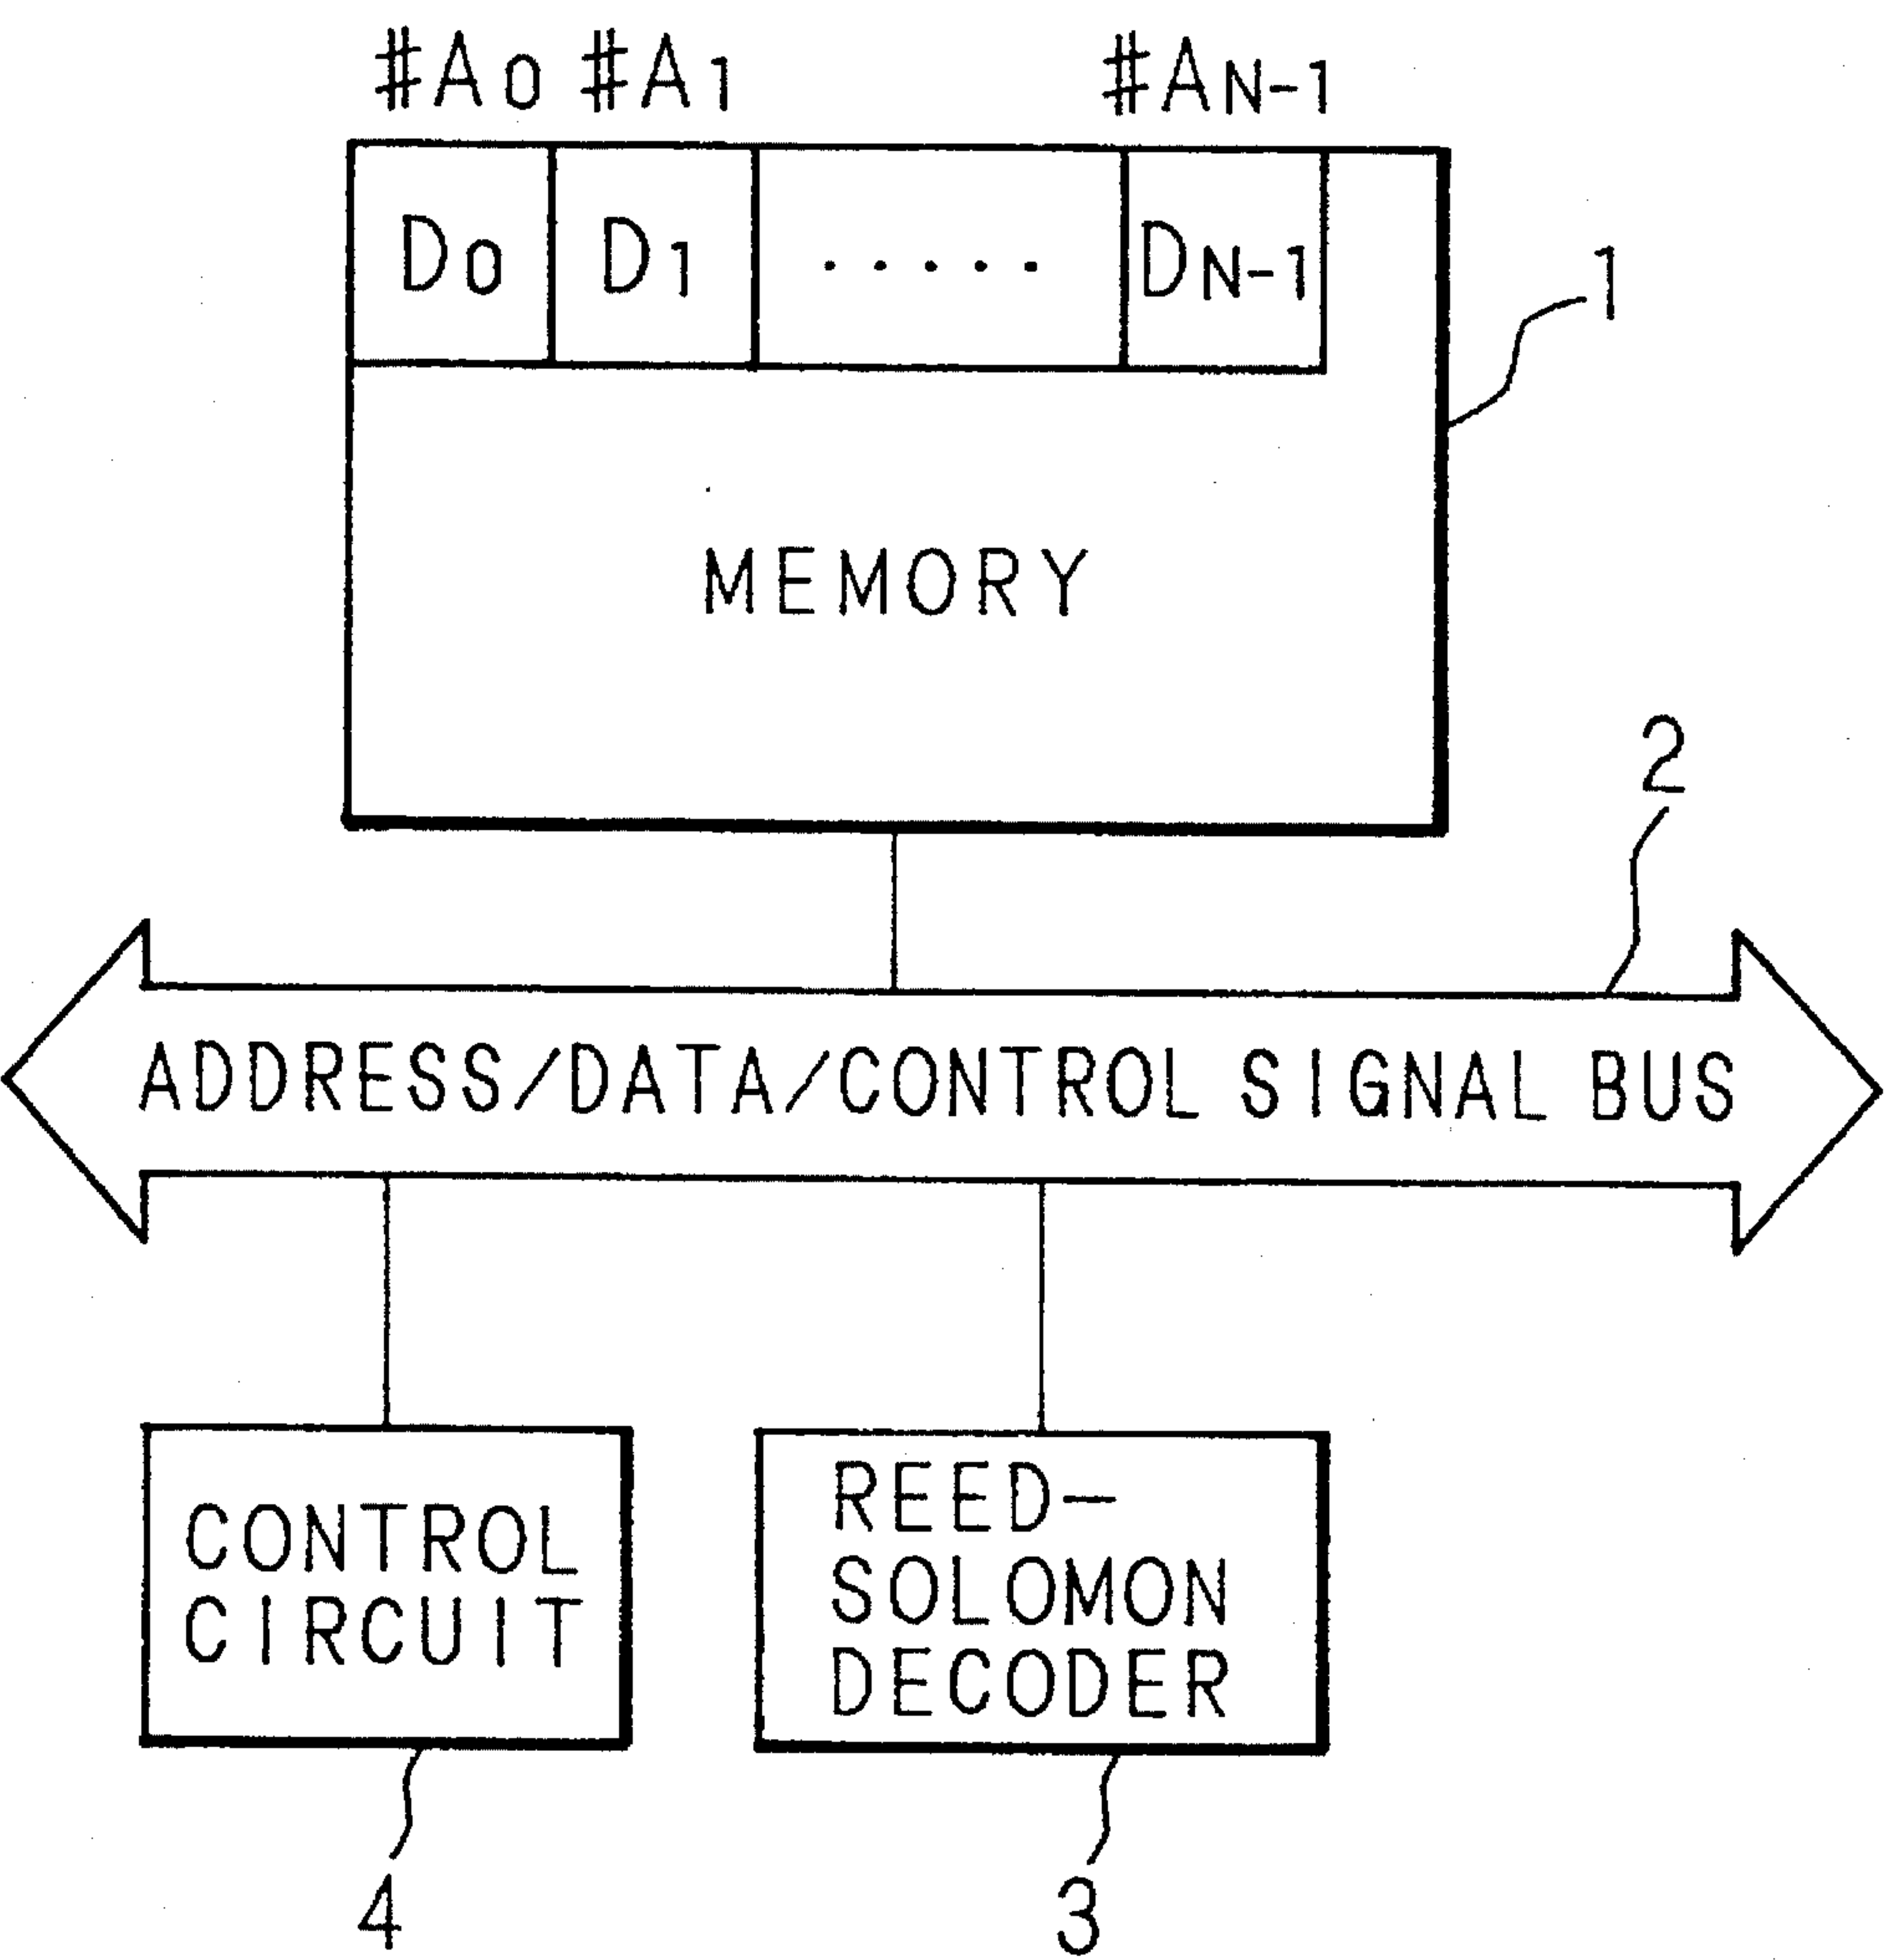 #A0 #A1 #AN-1
D0 D1 ..... DN-1
1
MEMORY
2
ADDRESS/DATA/CONTROL SIGNAL BUS
CONTROL
CIRCUIT
REED-
SOLOMON
DECODER
4
3